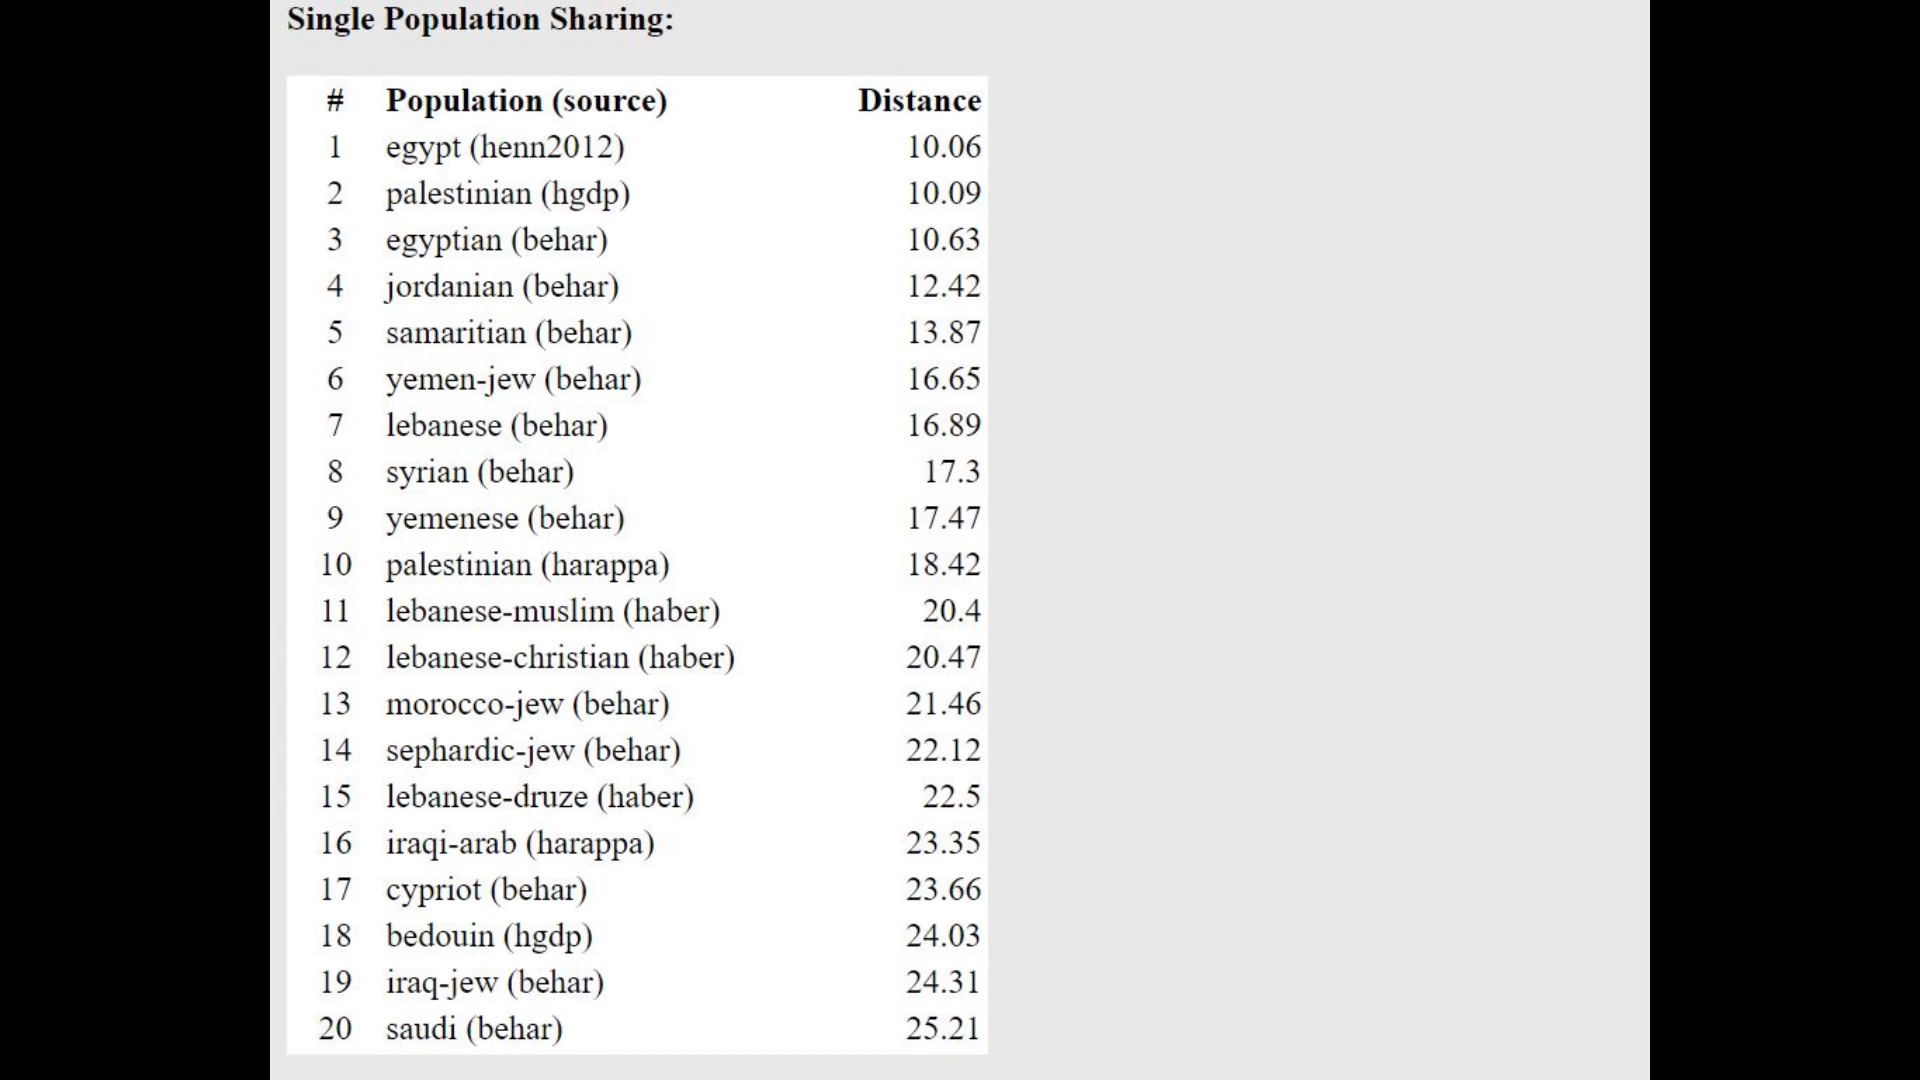 Single Population Sharing:
# Population (source) Distance
1 egypt (henn2012) 10.06
2 palestinian (hgdp) 10.09
3 egyptian (behar) 10.63
4 jordanian (behar) 12.42
5 samaritian (behar) 13.87
6 yemen-jew (behar) 16.65
7 lebanese (behar) 16.89
8 syrian (behar) 17.3
9 yemenese (behar) 17.47
10 palestinian (harappa) 18.42
11 lebanese-muslim (haber) 20.4
12 lebanese-christian (haber) 20.47
13 morocco-jew (behar) 21.46
14 sephardic-jew (behar) 22.12
15 lebanese-druze (haber) 22.5
16 iraqi-arab (harappa) 23.35
17 cypriot (behar) 23.66
18 bedouin (hgdp) 24.03
19 iraq-jew (behar) 24.31
20 saudi (behar) 25.21